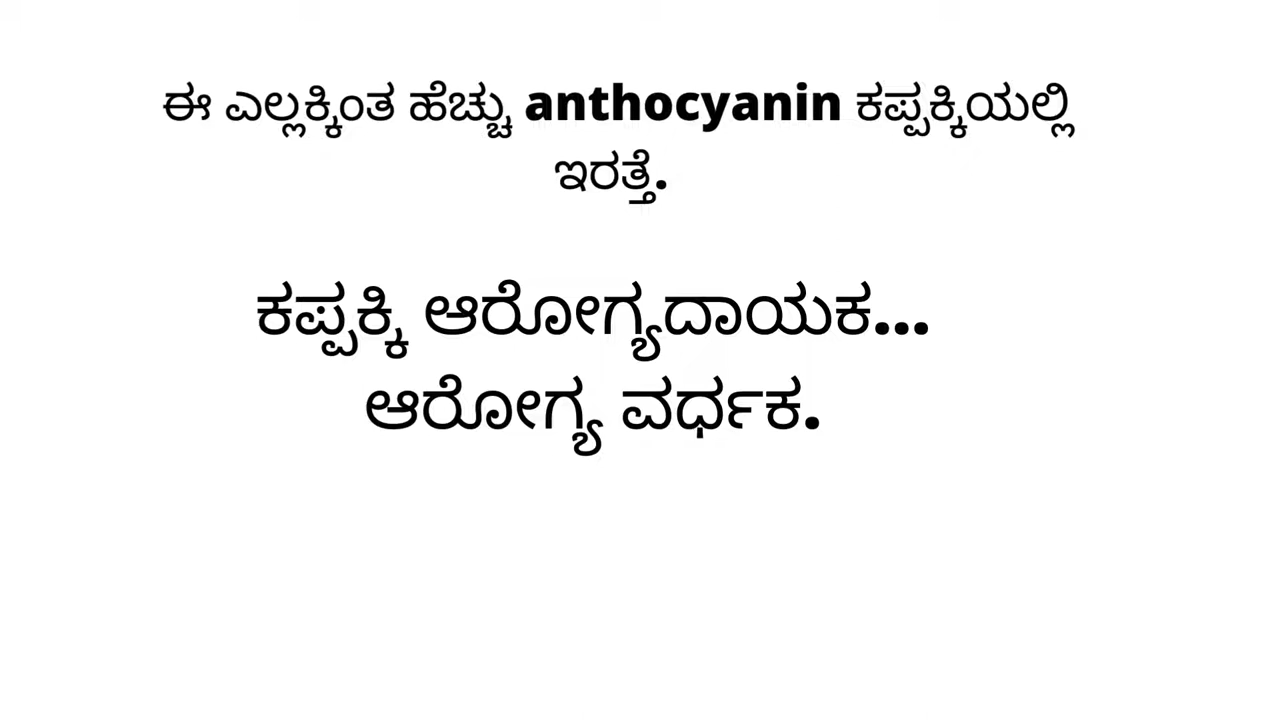 ಈ ಎಲ್ಲಕ್ಕಿಂತ ಹೆಚ್ಚು anthocyanin ಕಪ್ಪಕ್ಕಿಯಲ್ಲಿ
ಇರತ್ತೆ.
ಕಪ್ಪಕ್ಕಿ ಆರೋಗ್ಯದಾಯಕ...
ಆರೋಗ್ಯ ವರ್ಧಕ.